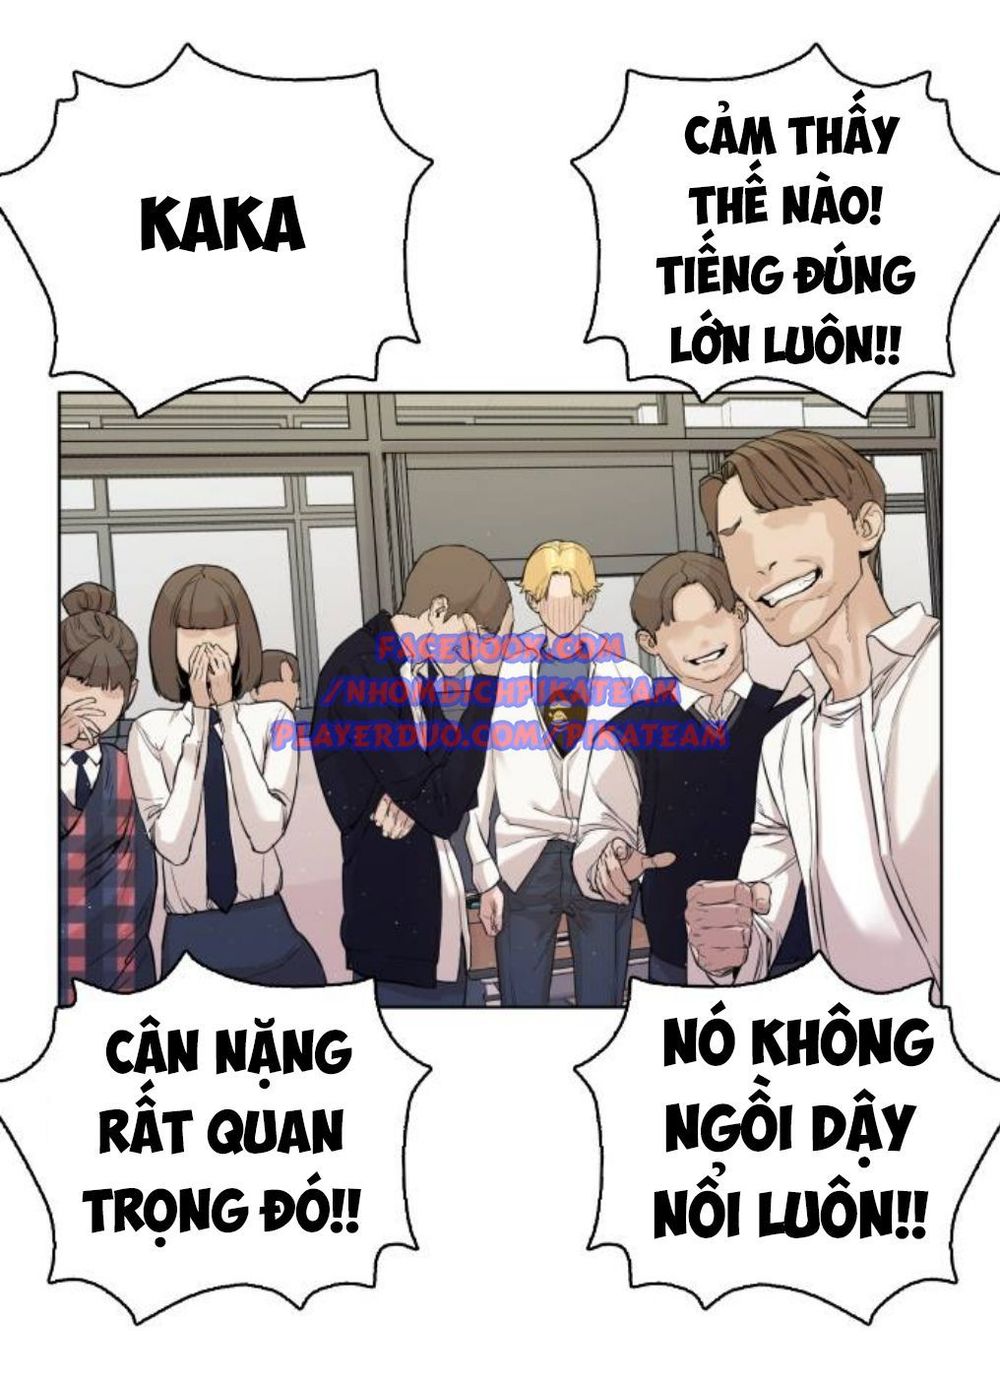 KAKA
CẢM THẤY
THẾ NÀO!
TIẾNG ĐÚNG
LỚN LUÔN!!
FACEBOOK.COM
/NHOMDICHPIKATEAM
PLAYERDUO.COM/PIKATEAM
CÂN NẶNG
RẤT QUAN
TRỌNG ĐÓ!!
NÓ KHÔNG
NGỒI DẬY
NỔI LUÔN!!